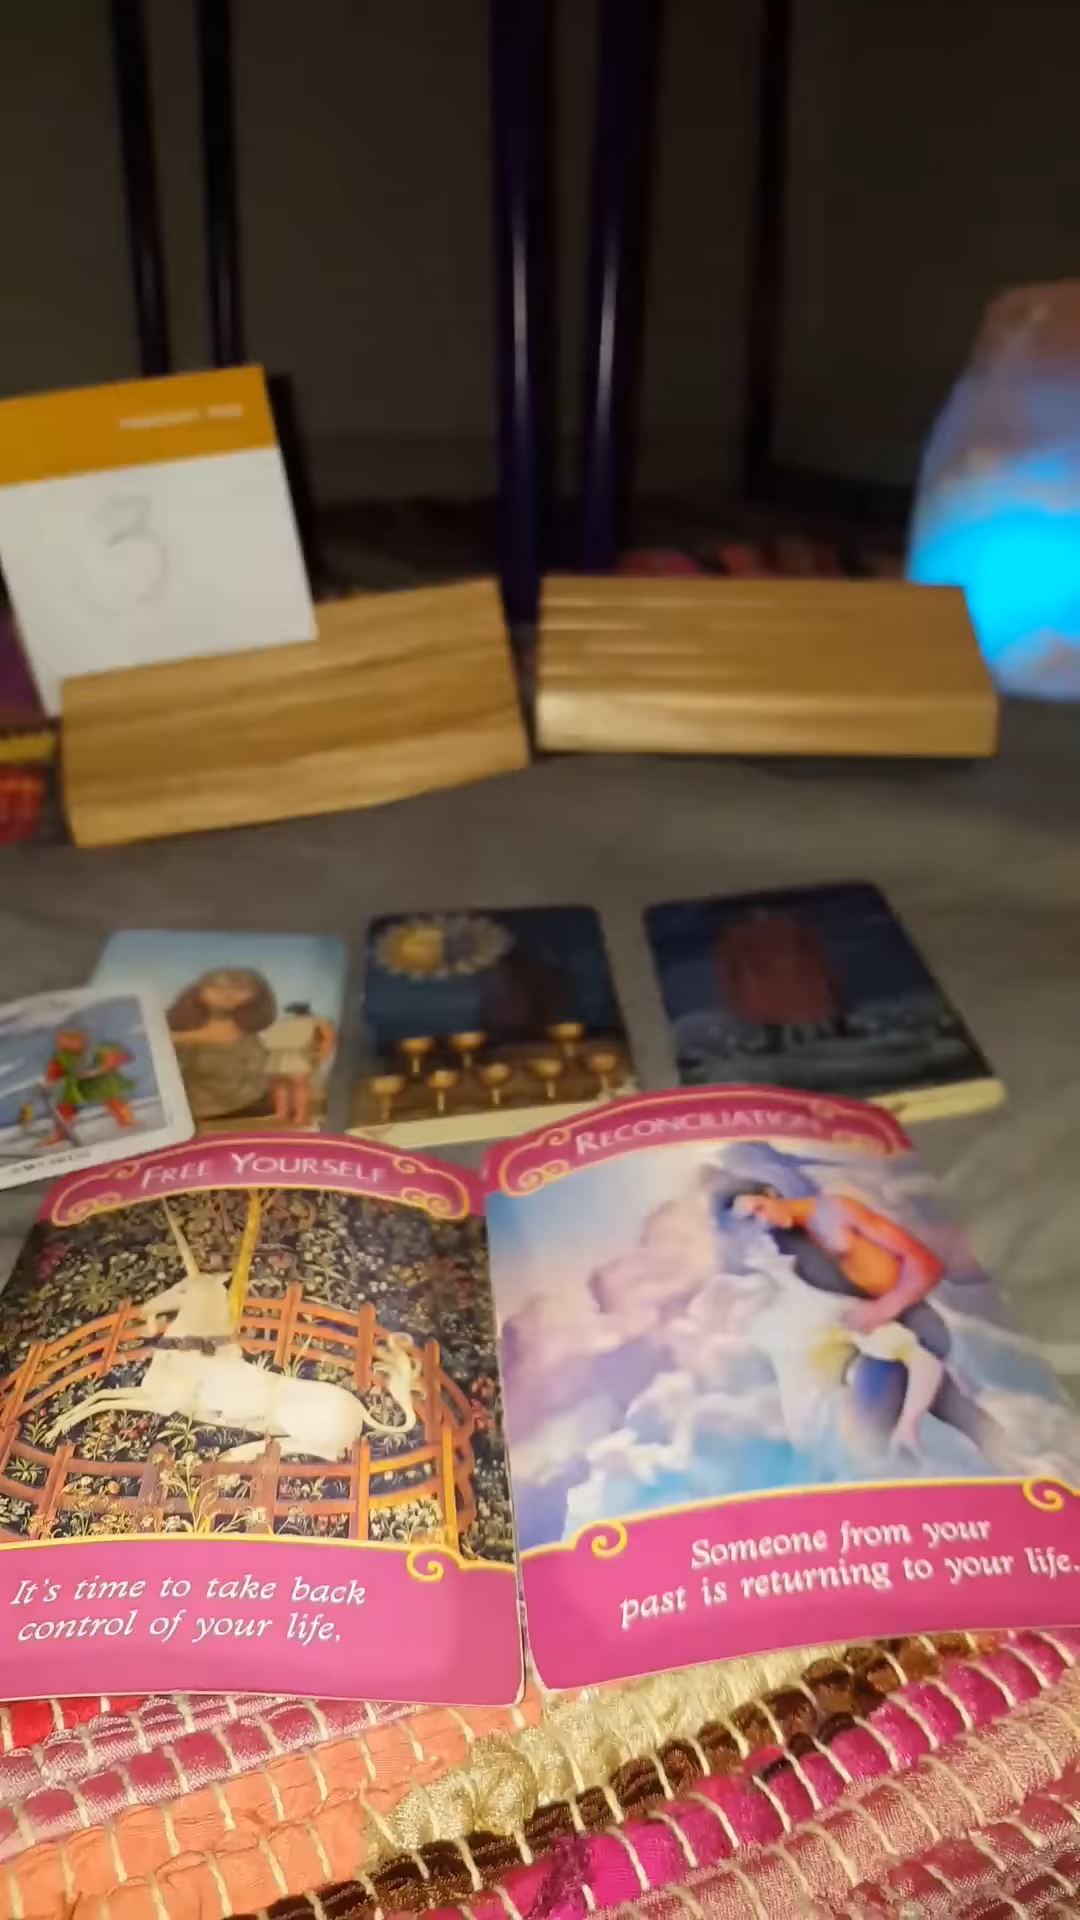 3
FREE YOURSELF
RECONCILIATION
It's time to take back
control of your life.
Someone from your
past is returning to your life.